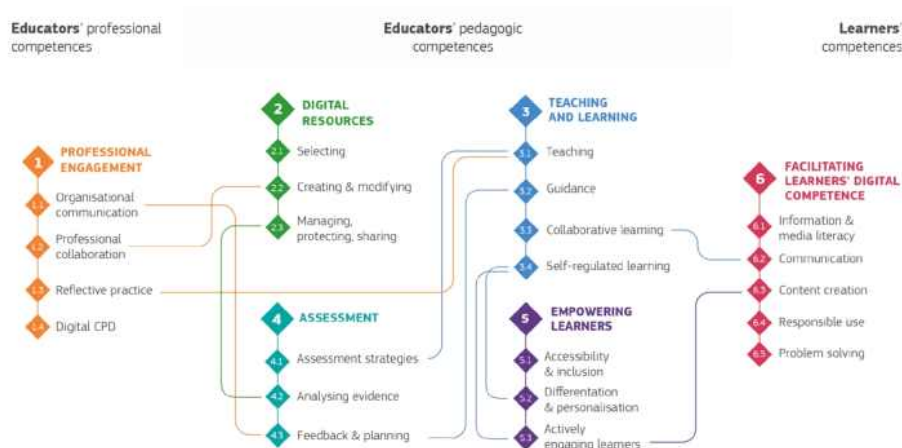 Educators' professional
competences
Educators' pedagogic
competences
Learners'
competences
1
PROFESSIONAL
ENGAGEMENT
1.1
Organisational
communication
1.2
Professional
collaboration
1.3
Reflective practice
1.4
Digital CPD
2
DIGITAL
RESOURCES
2.1
Selecting
2.2
Creating & modifying
2.3
Managing,
protecting, sharing
3
TEACHING
AND LEARNING
3.1
Teaching
3.2
Guidance
3.3
Collaborative learning
3.4
Self-regulated learning
4
ASSESSMENT
4.1
Assessment strategies
4.2
Analysing evidence
4.3
Feedback & planning
5
EMPOWERING
LEARNERS
5.1
Accessibility
& inclusion
5.2
Differentation
& personalisation
5.3
Actively
engaging learners
6
FACILITATING
LEARNERS' DIGITAL
COMPETENCE
6.1
Information &
media literacy
6.2
Communication
6.3
Content creation
6.4
Responsible use
6.5
Problem solving